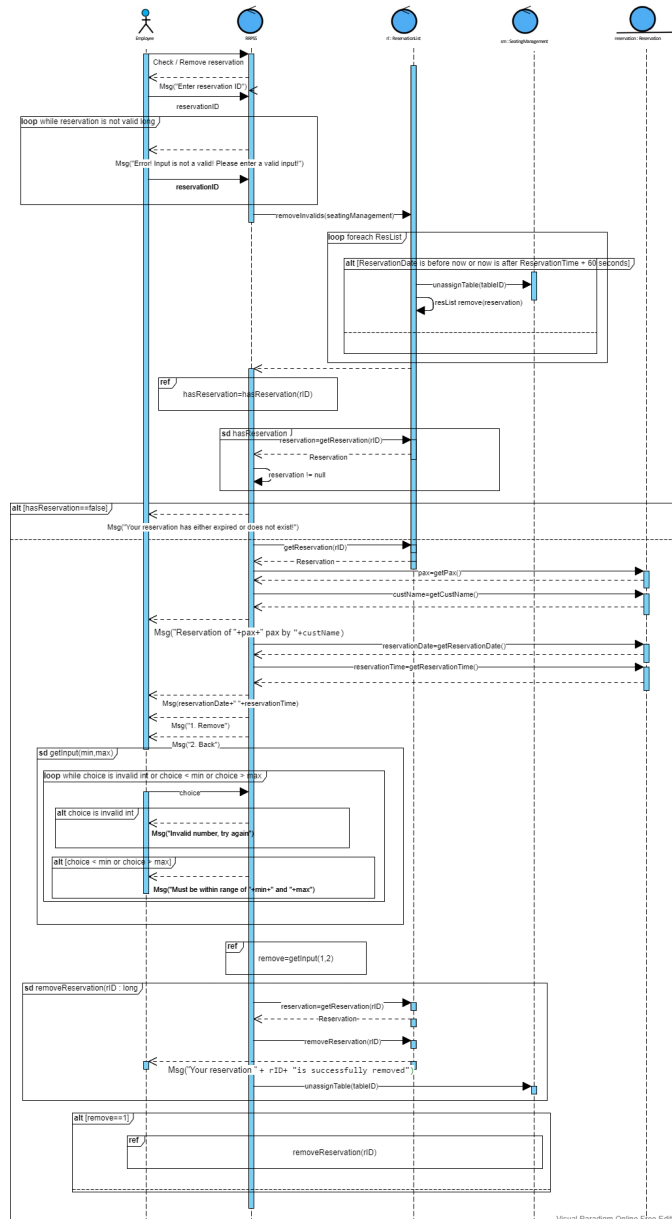 Employee
RRPSS
rl : ReservationList
sm : SeatingManagement
reservation : Reservation
Check / Remove reservation
Msg("Enter reservation ID")
reservationID
loop while reservation is not valid long
Msg("Error! Input is not a valid! Please enter a valid input!")
reservationID
removeInvalids(seatingManagement)
loop foreach ResList
alt [ReservationDate is before now or now is after ReservationTime + 60 seconds]
unassignTable(tableID)
resList remove(reservation)
ref
hasReservation=hasReservation(rID)
sd hasReservation
reservation=getReservation(rID)
Reservation
reservation != null
alt [hasReservation==false]
Msg("Your reservation has either expired or does not exist!")
getReservation(rID)
Reservation
pax=getPax()
custName=getCustName()
Msg("Reservation of "+pax+" pax by "+custName)
reservationDate=getReservationDate()
reservationTime=getReservationTime()
Msg(reservationDate+" "+reservationTime)
Msg("1. Remove")
Msg("2. Back")
sd getInput(min,max)
loop while choice is invalid int or choice < min or choice > max
choice
alt choice is invalid int
Msg("Invalid number, try again")
alt [choice < min or choice > max]
Msg("Must be within range of "+min+" and "+max")
ref
remove=getInput(1,2)
sd removeReservation(rID : long
reservation=getReservation(rID)
Reservation
removeReservation(rID)
Msg("Your reservation " + rID+ "is successfully removed")
unassignTable(tableID)
alt [remove==1]
ref
removeReservation(rID)
Visual Paradigm Online Free Edit